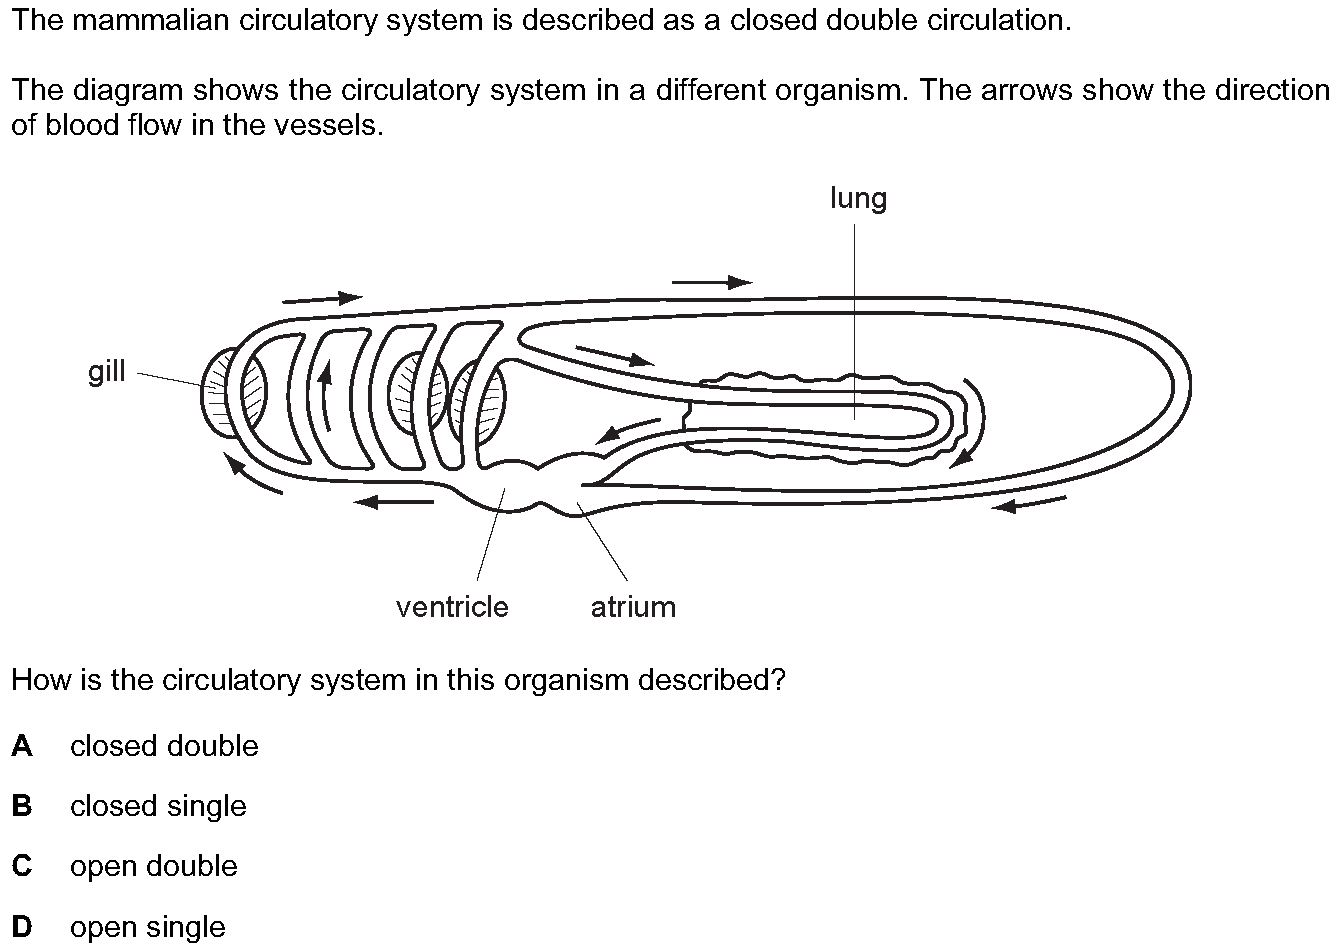 The mammalian circulatory system is described as a closed double circulation.
The diagram shows the circulatory system in a different organism. The arrows show the direction
of blood flow in the vessels.
lung
gill
ventricle
atrium
How is the circulatory system in this organism described?
A closed double
B closed single
C open double
D open single